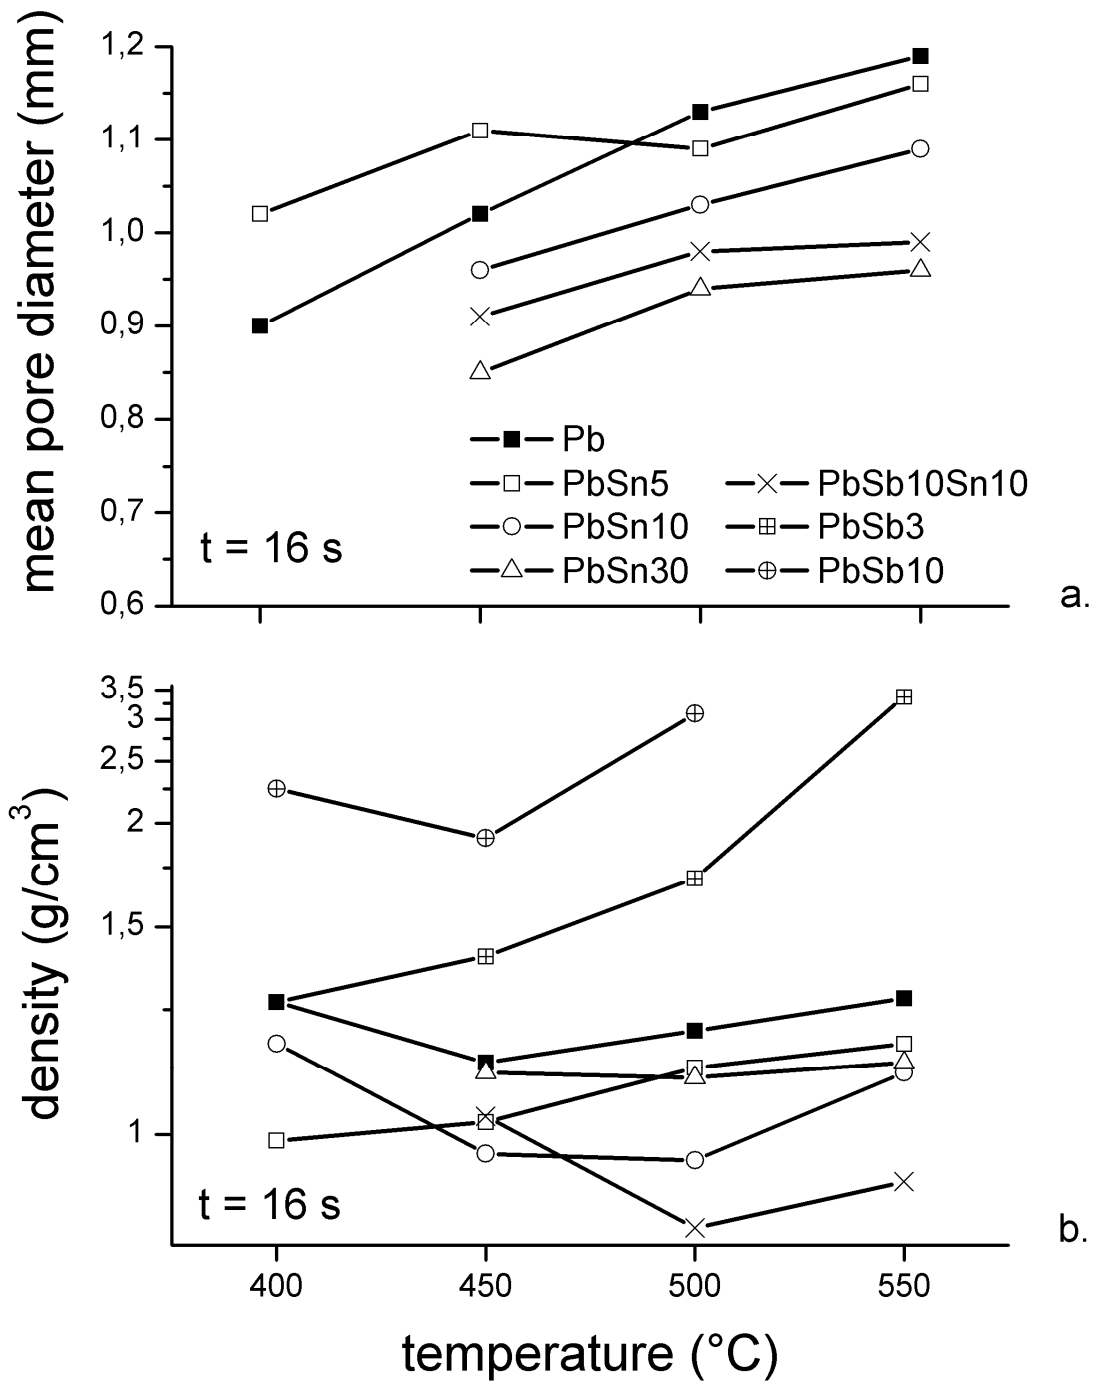 mean pore diameter (mm)
1,2
1,1
1,0
0,9
0,8
0,7
0,6
Pb
PbSn5
PbSb10Sn10
PbSn10
PbSb3
PbSn30
PbSb10
t = 16 s
a.
density (g/cm³)
3,5
3
2,5
2
1,5
1
t = 16 s
b.
400 450 500 550
temperature (°C)